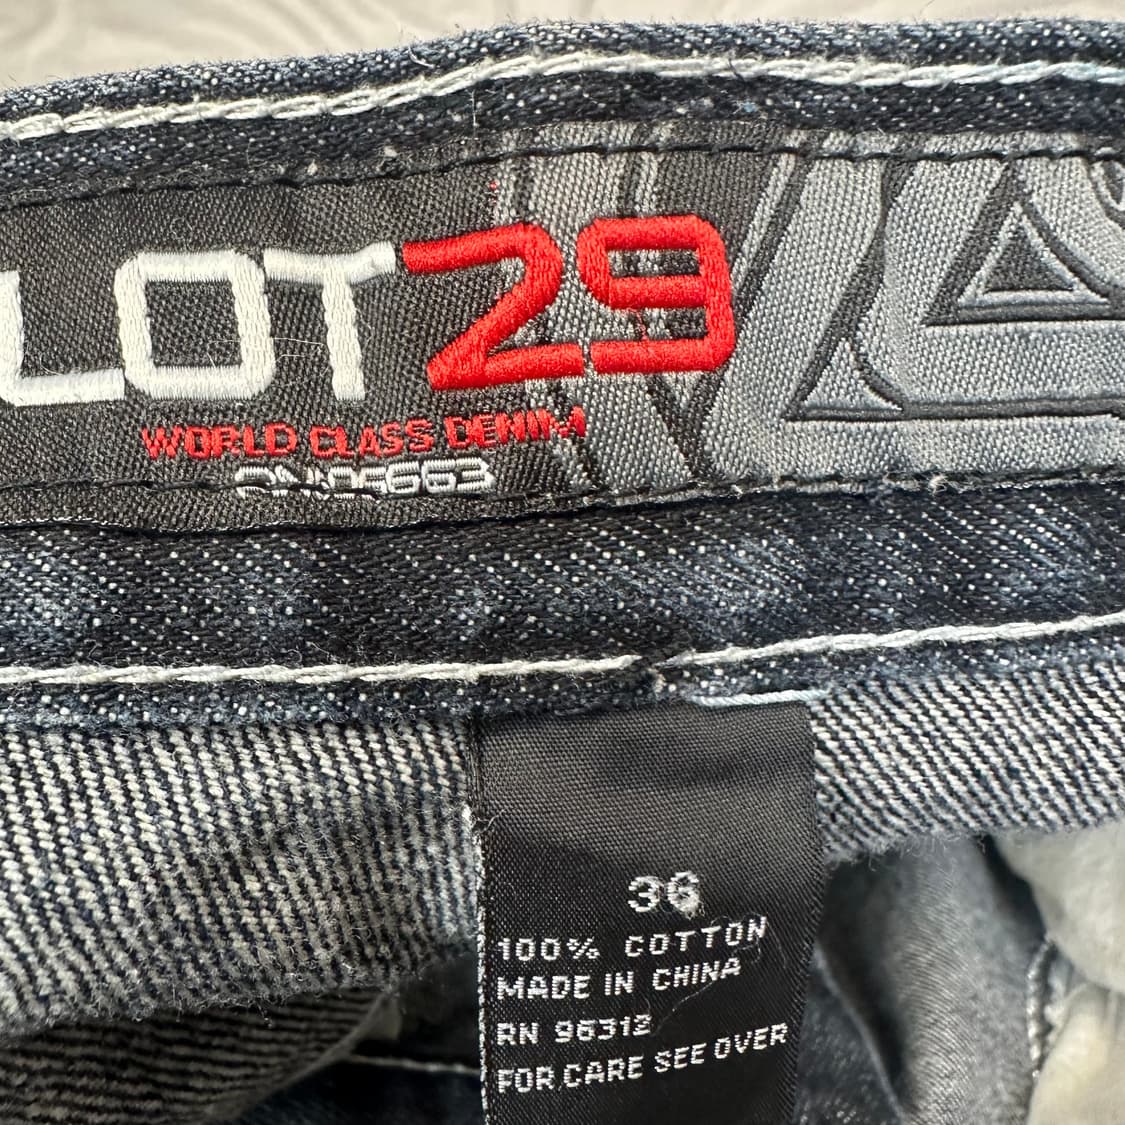 LOT29
WORLD CLASS DENIM
36
100% COTTON
MADE IN CHINA
RN 96312
FOR CARE SEE OVER